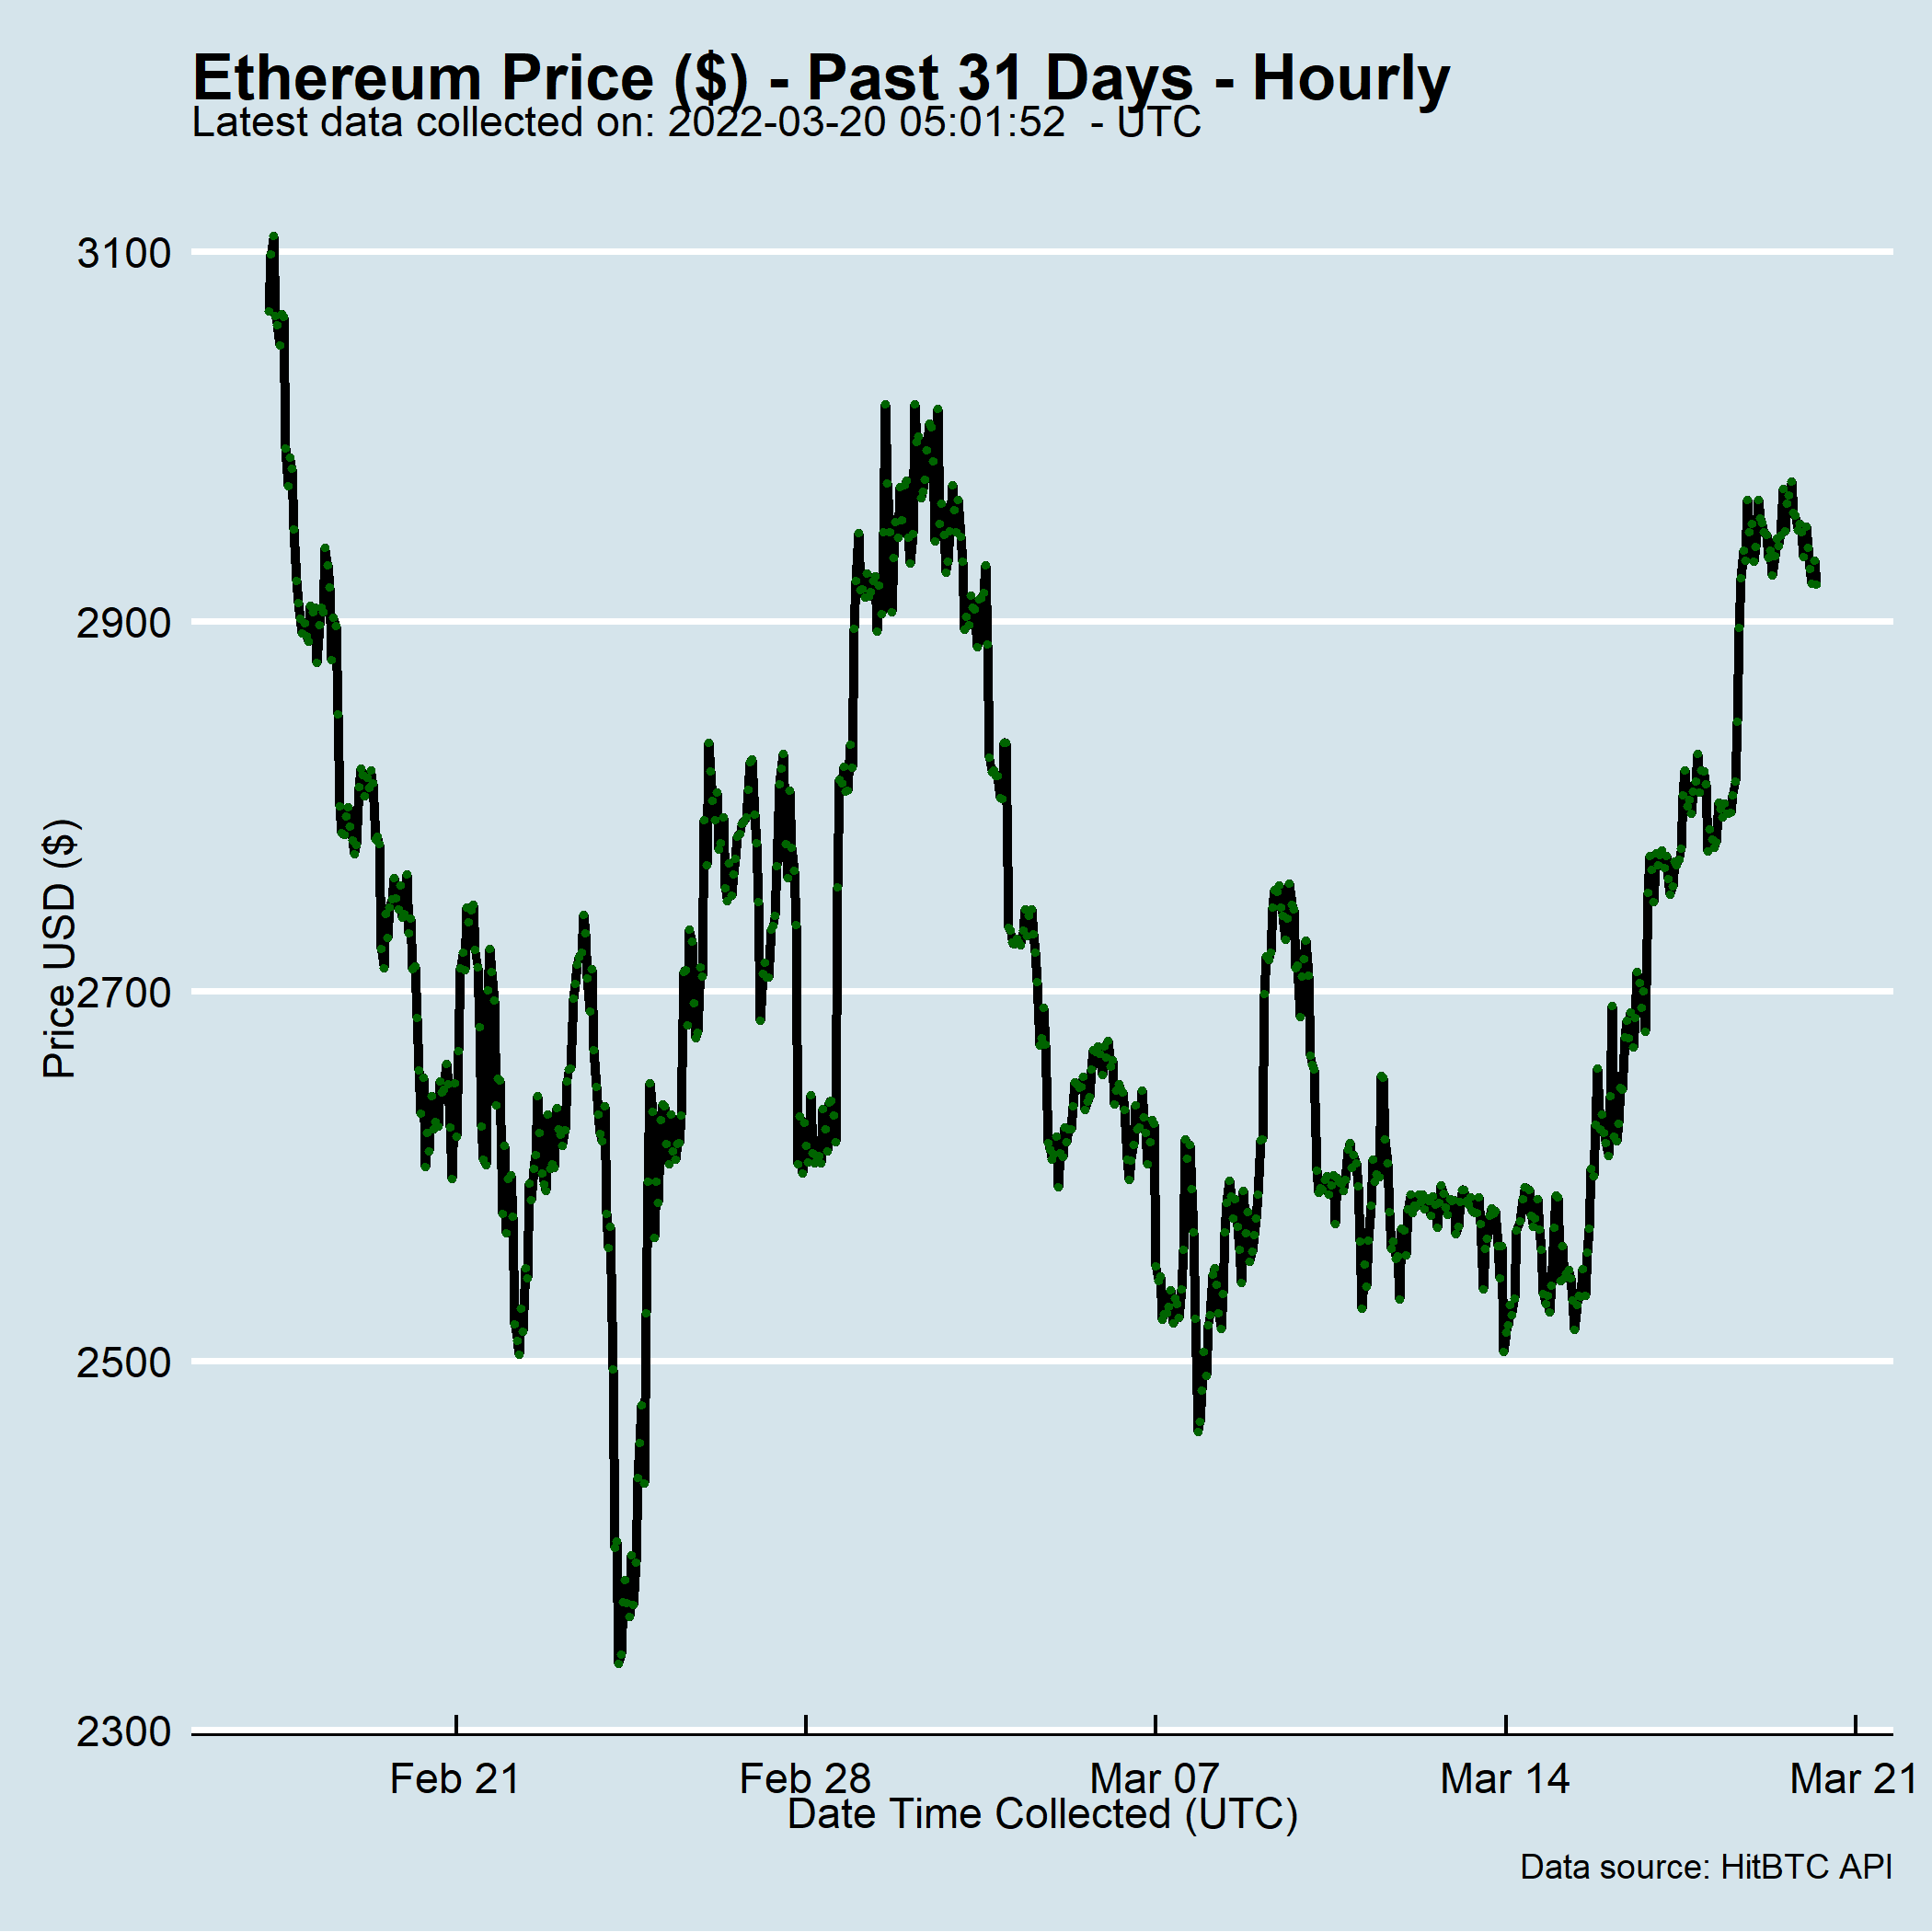 Ethereum Price ($) - Past 31 Days - Hourly
Latest data collected on: 2022-03-20 05:01:52  - UTC
3100
2900
2700
2500
2300
Price USD ($)
Feb 21
Feb 28
Mar 07
Mar 14
Mar 21
Date Time Collected (UTC)
Data source: HitBTC API